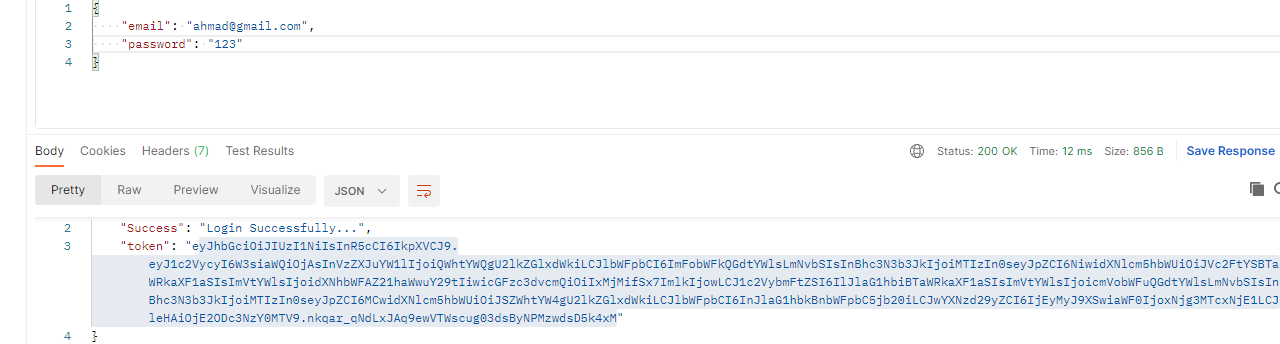 1 {
2 "email": "ahmad@gmail.com",
3 "password": "123"
4 }
Body Cookies Headers (7) Test Results Status: 200 OK Time: 12 ms Size: 856 B Save Response
Pretty Raw Preview Visualize JSON
2 "Success": "Login Successfully...",
3 "token": "eyJhbGciOiJIUzI1NiIsInR5cCI6IkpXVCJ9.
eyJ1c2VycyI6W3siaWQiOjAsInVzZXJuYW1lIjoiQWhtYWQgU2lkZGlxdWkiLCJlbWFpbCI6ImFobWFkQGdtYWlsLmNvbSIsInBhc3N3b3JkIjoiMTIzIn0seyJpZCI6NiwidXNlcm5hbWUiOiJVc2FtYSBTa
WRkaXF1aSIsImVtYWlsIjoidXNhbWFAZ21haWwuY29tIiwicGFzc3dvcmQiOiIxMjMifSx7ImlkIjowLCJ1c2VybmFtZSI6IlJlaG1hbiBTaWRkaXF1aSIsImVtYWlsIjoicmVobWFuQGdtYWlsLmNvbSIsIn
Bhc3N3b3JkIjoiMTIzIn0seyJpZCI6MCwidXNlcm5hbWUiOiJSZWhtYW4gU2lkZGlxdWkiLCJlbWFpbCI6InJlaG1hbkBnbWFpbC5jb20iLCJwYXNzd29yZCI6IjEyMyJ9XSwiaWF0IjoxNjg3MTcxNjE1LCJ
leHAiOjE2ODc3NzY0MTV9.nkqar_qNdLxJAq9ewVTWscug03dsByNPMzwdsD5k4xM"
4 }